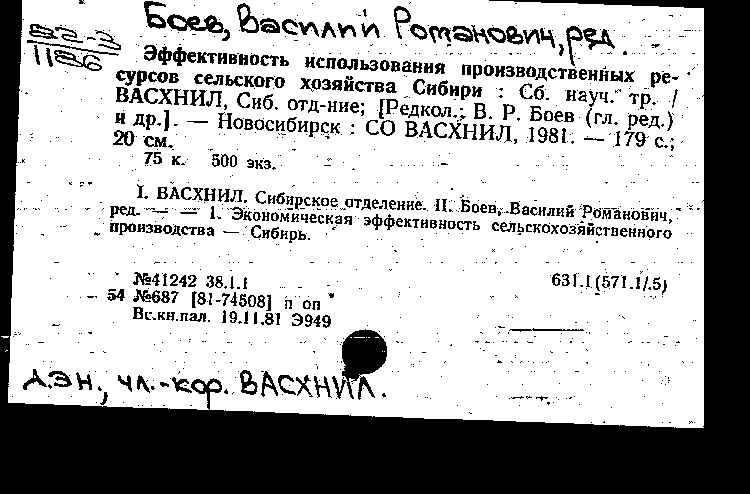 Боев, Василий Романович, ред.
82-3
1186
Эффективность использования производственных ре-
сурсов сельского хозяйства Сибири : Сб. науч. тр. /
ВАСХНИЛ, Сиб. отд-ние; [Редкол.: В. Р. Боев (гл. ред.)
и др.]. — Новосибирск : СО ВАСХНИЛ, 1981. — 179 с.;
20 см.
75 к. 500 экз.
I. ВАСХНИЛ. Сибирское отделение. II. Боев, Василий Романович,
ред. — — 1. Экономическая эффективность сельскохозяйственного
производства — Сибирь.
№41242 38.1.1 631.1(571.1/.5)
54 №687 [81-74508] п оп
Вс.кн.пал. 19.11.81 Э949
д.э.н., чл.-кор. ВАСХНИЛ.